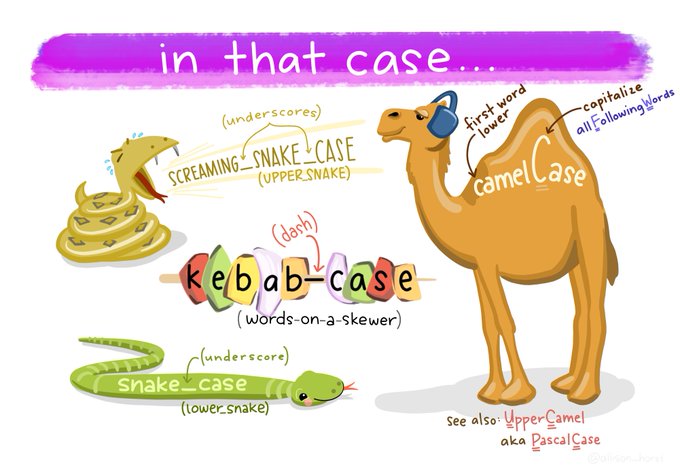 in that case...
(underscores)
SCREAMING_SNAKE_CASE
(UPPER_SNAKE)
first word
lower
capitalize
allFollowingWords
camelCase
(dash)
kebab-case
(words-on-a-skewer)
(underscore)
snake_case
(lower_snake)
see also: UpperCamel
aka PascalCase